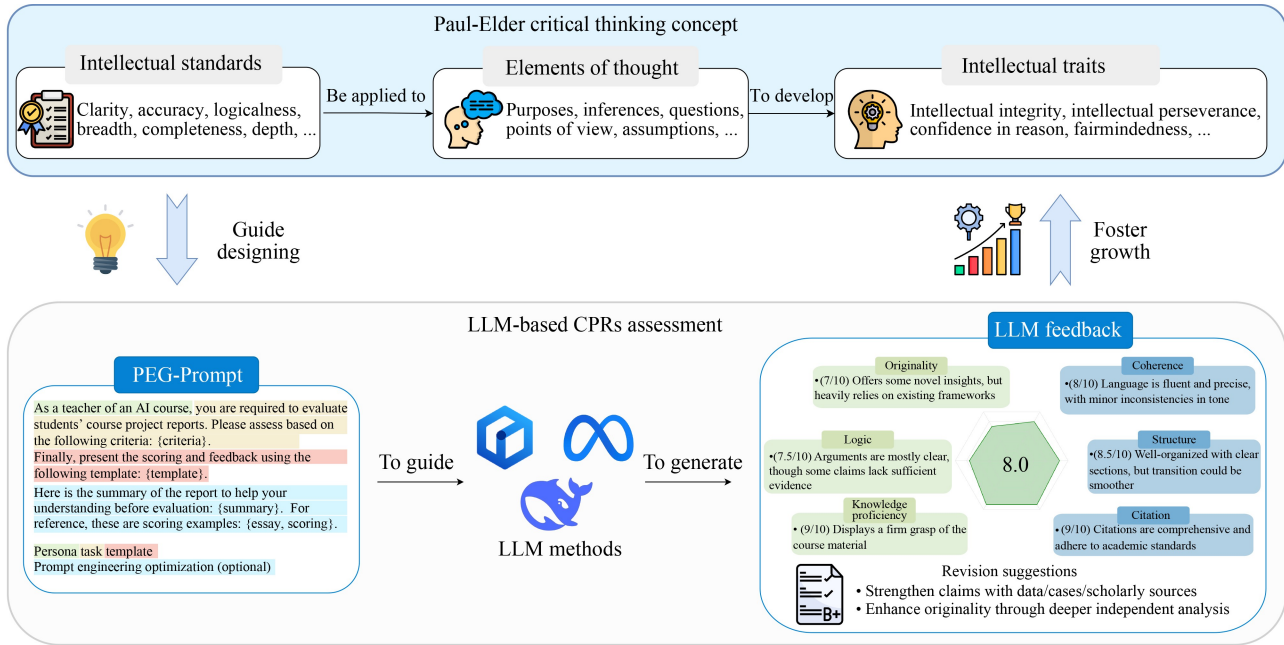 Paul-Elder critical thinking concept
Intellectual standards
Clarity, accuracy, logicalness,
breadth, completeness, depth, ...
Be applied to
Elements of thought
Purposes, inferences, questions,
points of view, assumptions, ...
To develop
Intellectual traits
Intellectual integrity, intellectual perseverance,
confidence in reason, fairmindedness, ...
Guide
designing
Foster
growth
LLM-based CPRs assessment
PEG-Prompt
As a teacher of an AI course, you are required to evaluate
students' course project reports. Please assess based on
the following criteria: {criteria}.
Finally, present the scoring and feedback using the
following template: {template}.
Here is the summary of the report to help your
understanding before evaluation: {summary}. For
reference, these are scoring examples: {essay, scoring}.
Persona task template
Prompt engineering optimization (optional)
To guide
LLM methods
To generate
LLM feedback
Originality
•(7/10) Offers some novel insights, but
heavily relies on existing frameworks
Coherence
•(8/10) Language is fluent and precise,
with minor inconsistencies in tone
Logic
•(7.5/10) Arguments are mostly clear,
though some claims lack sufficient
evidence
8.0
Structure
•(8.5/10) Well-organized with clear
sections, but transition could be
smoother
Knowledge
proficiency
• (9/10) Displays a firm grasp of the
course material
Citation
• (9/10) Citations are comprehensive and
adhere to academic standards
B+
Revision suggestions
• Strengthen claims with data/cases/scholarly sources
• Enhance originality through deeper independent analysis